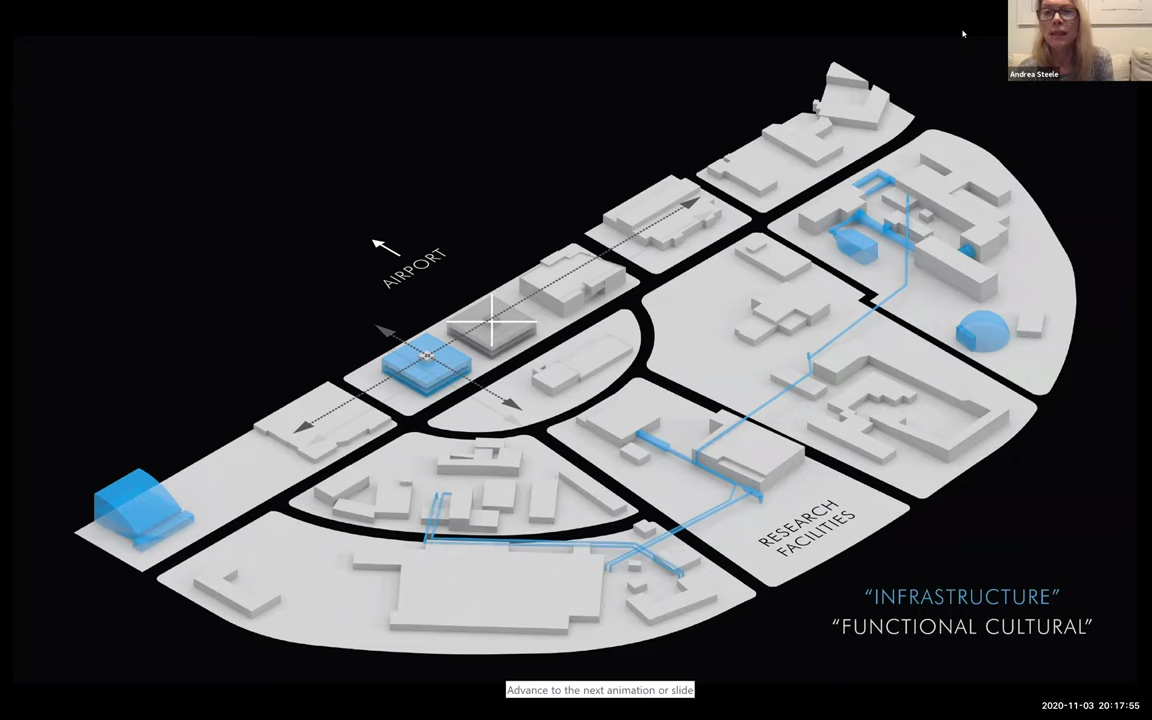 Andrea Steele
AIRPORT
RESEARCH
FACILITIES
“INFRASTRUCTURE”
“FUNCTIONAL CULTURAL”
Advance to the next animation or slide
2020-11-03 20:17:55